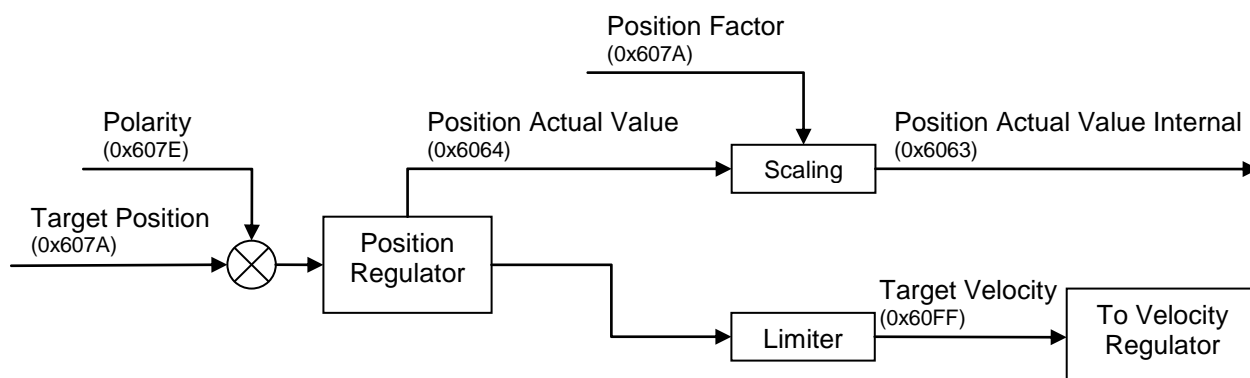 Position Factor
(0x607A)
Polarity
(0x607E)
Position Actual Value
(0x6064)
Position Actual Value Internal
(0x6063)
Scaling
Target Position
(0x607A)
Position
Regulator
Target Velocity
(0x60FF)
Limiter
To Velocity
Regulator